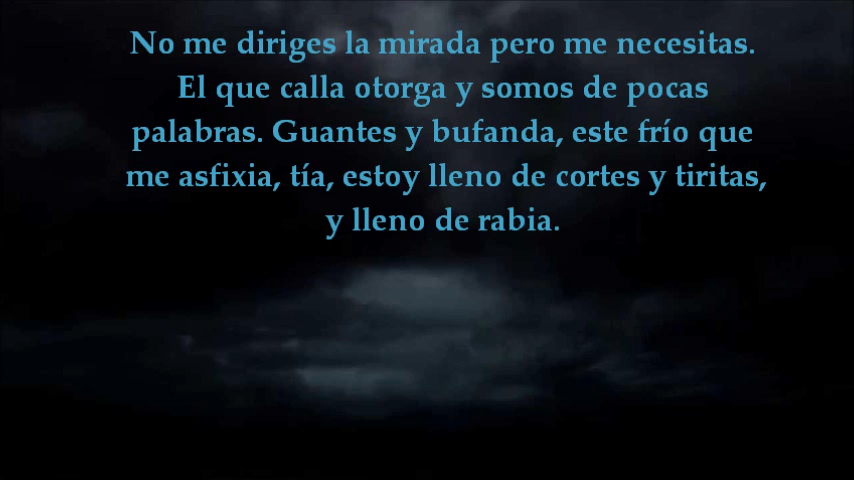 No me diriges la mirada pero me necesitas.
El que calla otorga y somos de pocas
palabras. Guantes y bufanda, este frío que
me asfixia, tía, estoy lleno de cortes y tiritas,
y lleno de rabia.